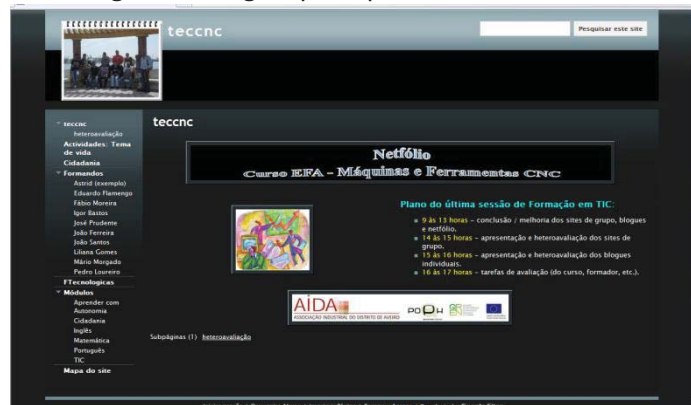 teccnc
Pesquisar este site
teccnc
heteroavaliação
Actividades: Tema
de vida
Cidadania
Formandos
Astrid (exemplo)
Eduardo Flamengo
Fábio Moreira
Igor Bastos
José Prudente
João Ferreira
João Santos
Liliana Gomes
Mário Morgado
Pedro Loureiro
FTecnologicas
Módulos
Aprender com
Autonomia
Cidadania
Inglês
Matemática
Português
TIC
Mapa do site
teccnc
Netfólio
Curso EFA - Máquinas e Ferramentas CNC
Plano do última sessão de Formação em TIC:
9 às 13 horas - conclusão / melhoria dos sites de grupo, blogues
e netfólio.
14 às 15 horas - apresentação e heteroavaliação dos sites de
grupo.
15 às 16 horas - apresentação e heteroavaliação dos blogues
individuais.
16 às 17 horas - tarefas de avaliação (do curso, formador, etc.).
AIDA
ASSOCIAÇÃO INDUSTRIAL DO DISTRITO DE AVEIRO
POPH
Subpáginas (1) heteroavaliação